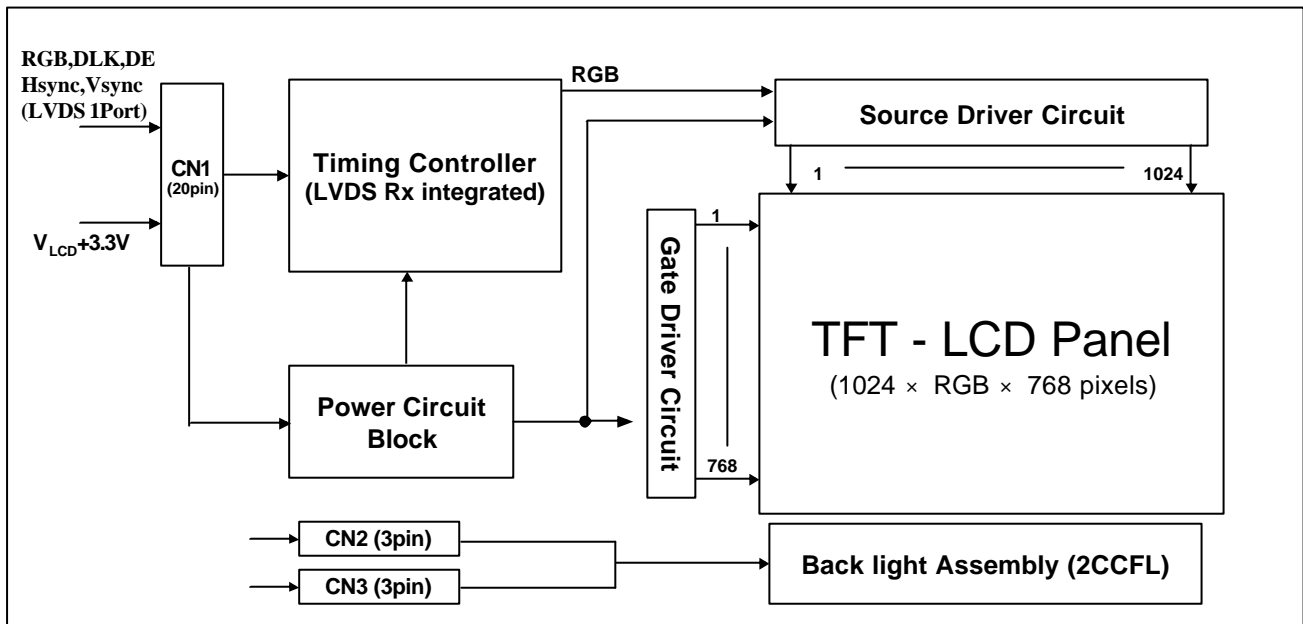 RGB,DLK,DE
Hsync,Vsync
(LVDS 1Port)
V_LCD+3.3V
CN1
(20pin)
Timing Controller
(LVDS Rx integrated)
RGB
Source Driver Circuit
1
1024
Power Circuit
Block
Gate Driver Circuit
1
768
TFT - LCD Panel
(1024 × RGB × 768 pixels)
CN2 (3pin)
CN3 (3pin)
Back light Assembly (2CCFL)